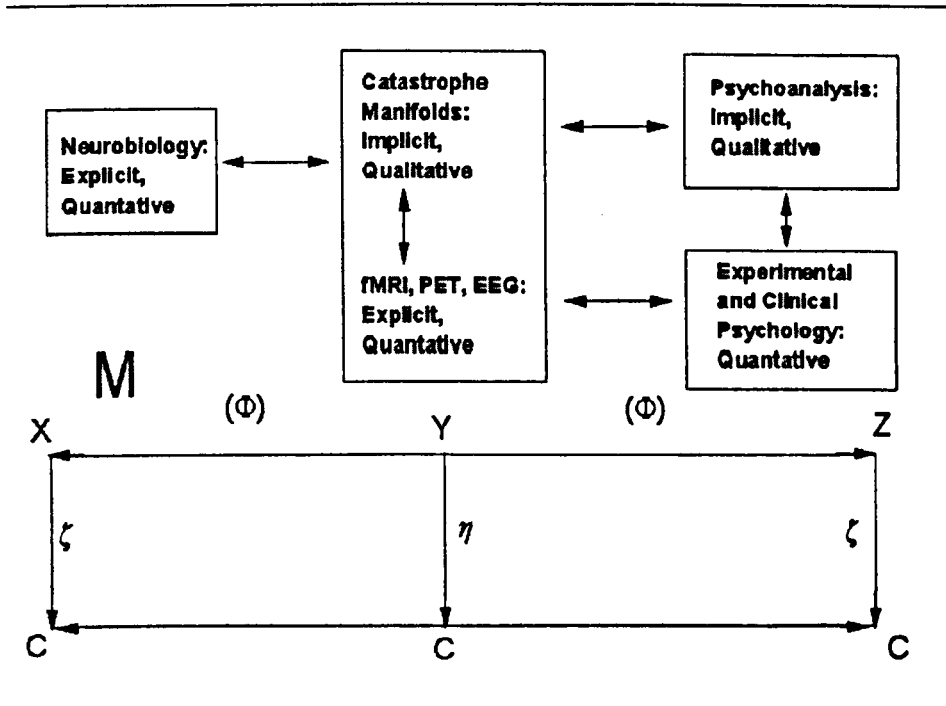 Neurobiology:
Explicit,
Quantative
Catastrophe
Manifolds:
Implicit,
Qualitative
fMRI, PET, EEG:
Explicit,
Quantative
Psychoanalysis:
Implicit,
Qualitative
Experimental
and Clinical
Psychology:
Quantative
M
(Φ) (Φ)
X Y Z
ζ η ζ
C C C